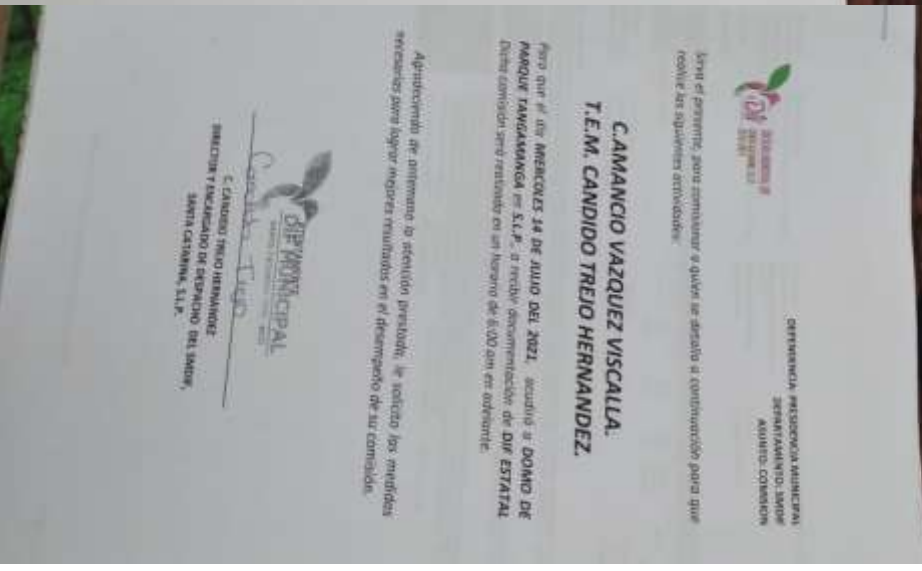 DEPENDENCIA: PRESIDENCIA MUNICIPAL
DEPARTAMENTO: SMDIF
ASUNTO: COMISION
Sirva el presente, para comisionar a quien se detalla a continuación para que
realice las siguientes actividades:
C.AMANCIO VAZQUEZ VISCALLA.
T.E.M. CANDIDO TREJO HERNANDEZ.
Para que el día MIERCOLES 14 DE JULIO DEL 2021, acudirá a DOMO DE
PARQUE TANGAMANGA en S.L.P., a recibir documentación de DIF ESTATAL
Dicha comisión será realizada en un horario de 6:00 am en adelante.
Agradeciendo de antemano la atención prestada, le solicito las medidas
necesarias para lograr mejores resultados en el desempeño de su comisión.
DIF MUNICIPAL
C. CANDIDO TREJO HERNANDEZ
DIRECTOR Y ENCARGADO DE DESPACHO DEL SMDIF,
SANTA CATARINA, S.L.P.